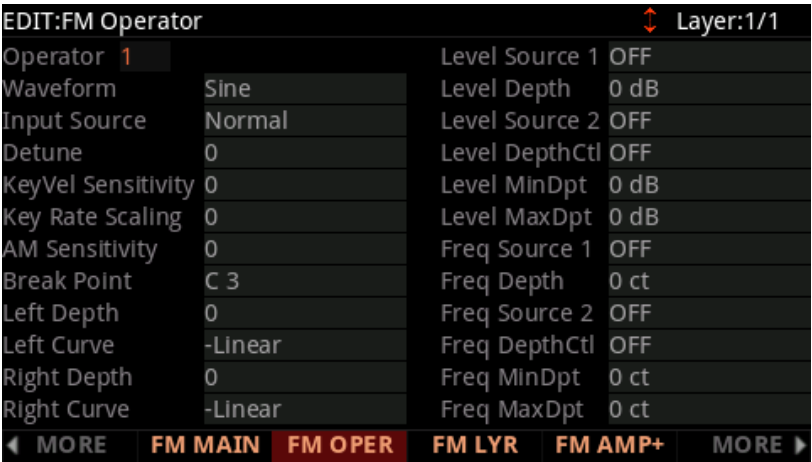 EDIT:FM Operator Layer:1/1
Operator 1 Level Source 1 OFF
Waveform Sine Level Depth 0 dB
Input Source Normal Level Source 2 OFF
Detune 0 Level DepthCtl OFF
KeyVel Sensitivity 0 Level MinDpt 0 dB
Key Rate Scaling 0 Level MaxDpt 0 dB
AM Sensitivity 0 Freq Source 1 OFF
Break Point C 3 Freq Depth 0 ct
Left Depth 0 Freq Source 2 OFF
Left Curve -Linear Freq DepthCtl OFF
Right Depth 0 Freq MinDpt 0 ct
Right Curve -Linear Freq MaxDpt 0 ct
MORE FM MAIN FM OPER FM LYR FM AMP+ MORE